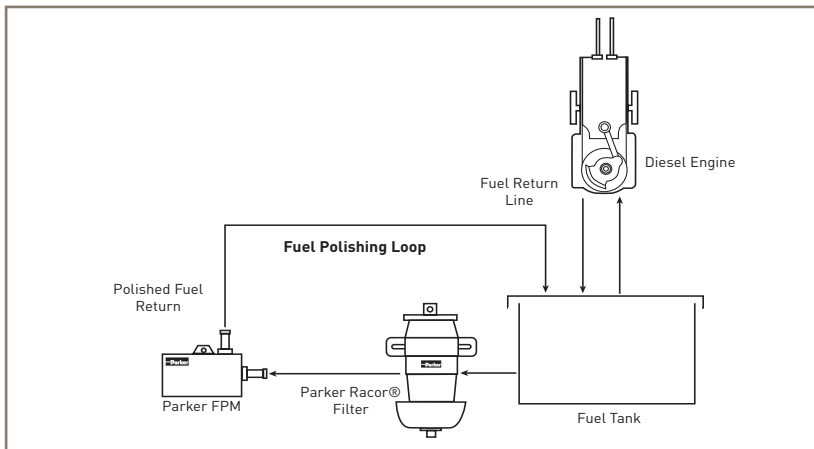 Diesel Engine
Fuel Return
Line
Fuel Polishing Loop
Polished Fuel
Return
Parker
Parker
Parker FPM
Parker Racor®
Filter
Fuel Tank